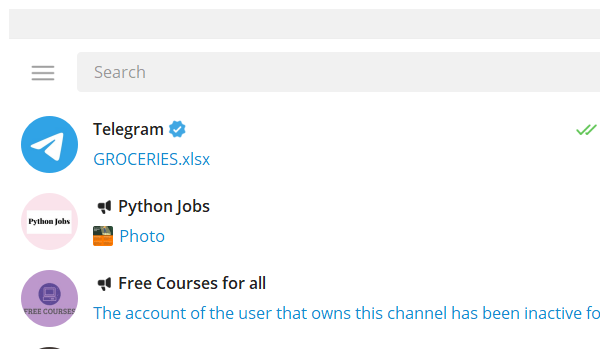 Search
Telegram
GROCERIES.xlsx
Python Jobs
Python Jobs
Photo
Free Courses for all
FREE COURSES
The account of the user that owns this channel has been inactive fo